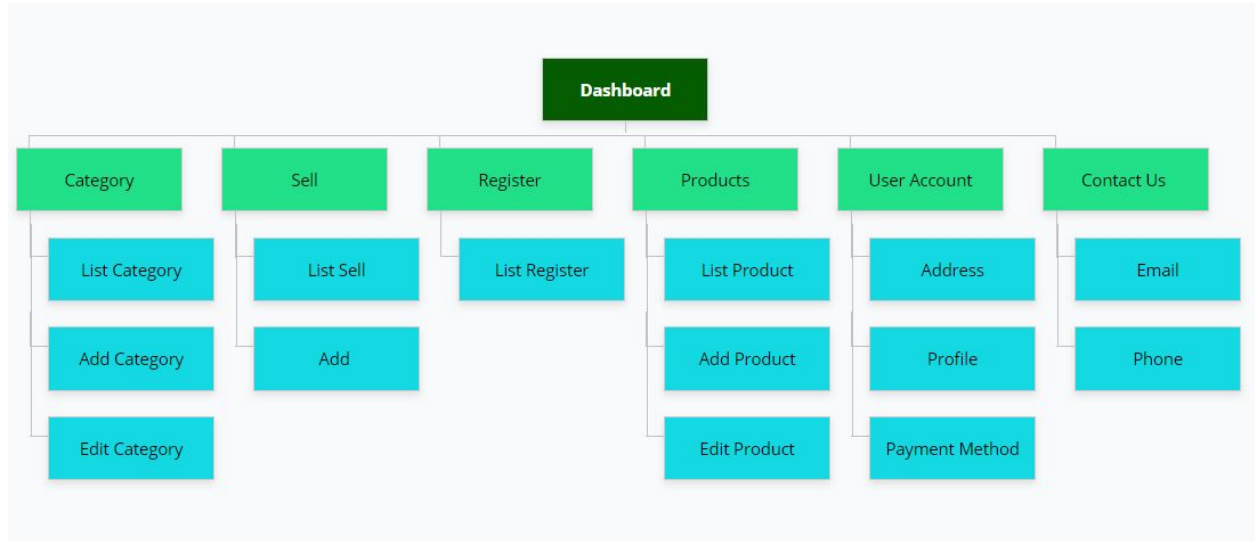 Dashboard
Category
Sell
Register
Products
User Account
Contact Us
List Category
List Sell
List Register
List Product
Address
Email
Add Category
Add
Add Product
Profile
Phone
Edit Category
Edit Product
Payment Method